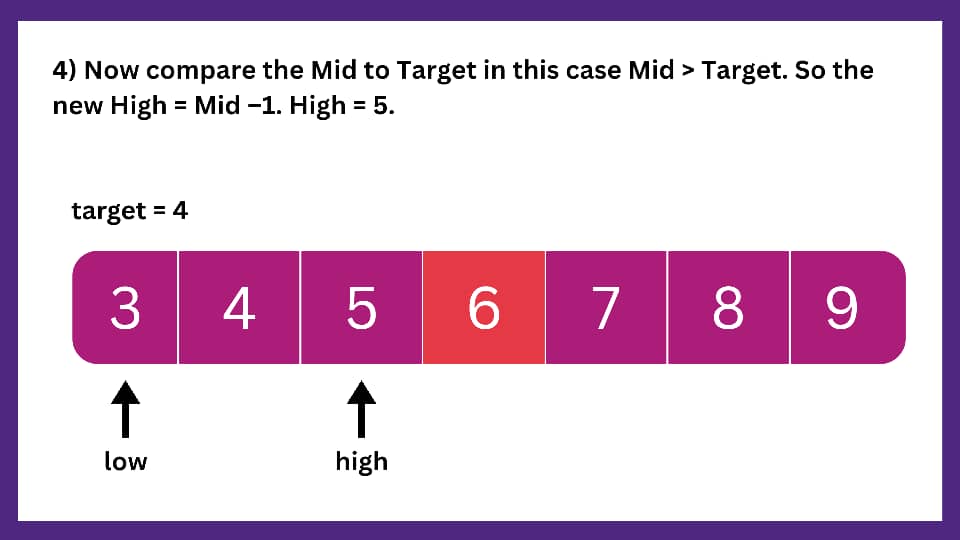 4) Now compare the Mid to Target in this case Mid > Target. So the
new High = Mid –1. High = 5.
target = 4
3 4 5 6 7 8 9
low high